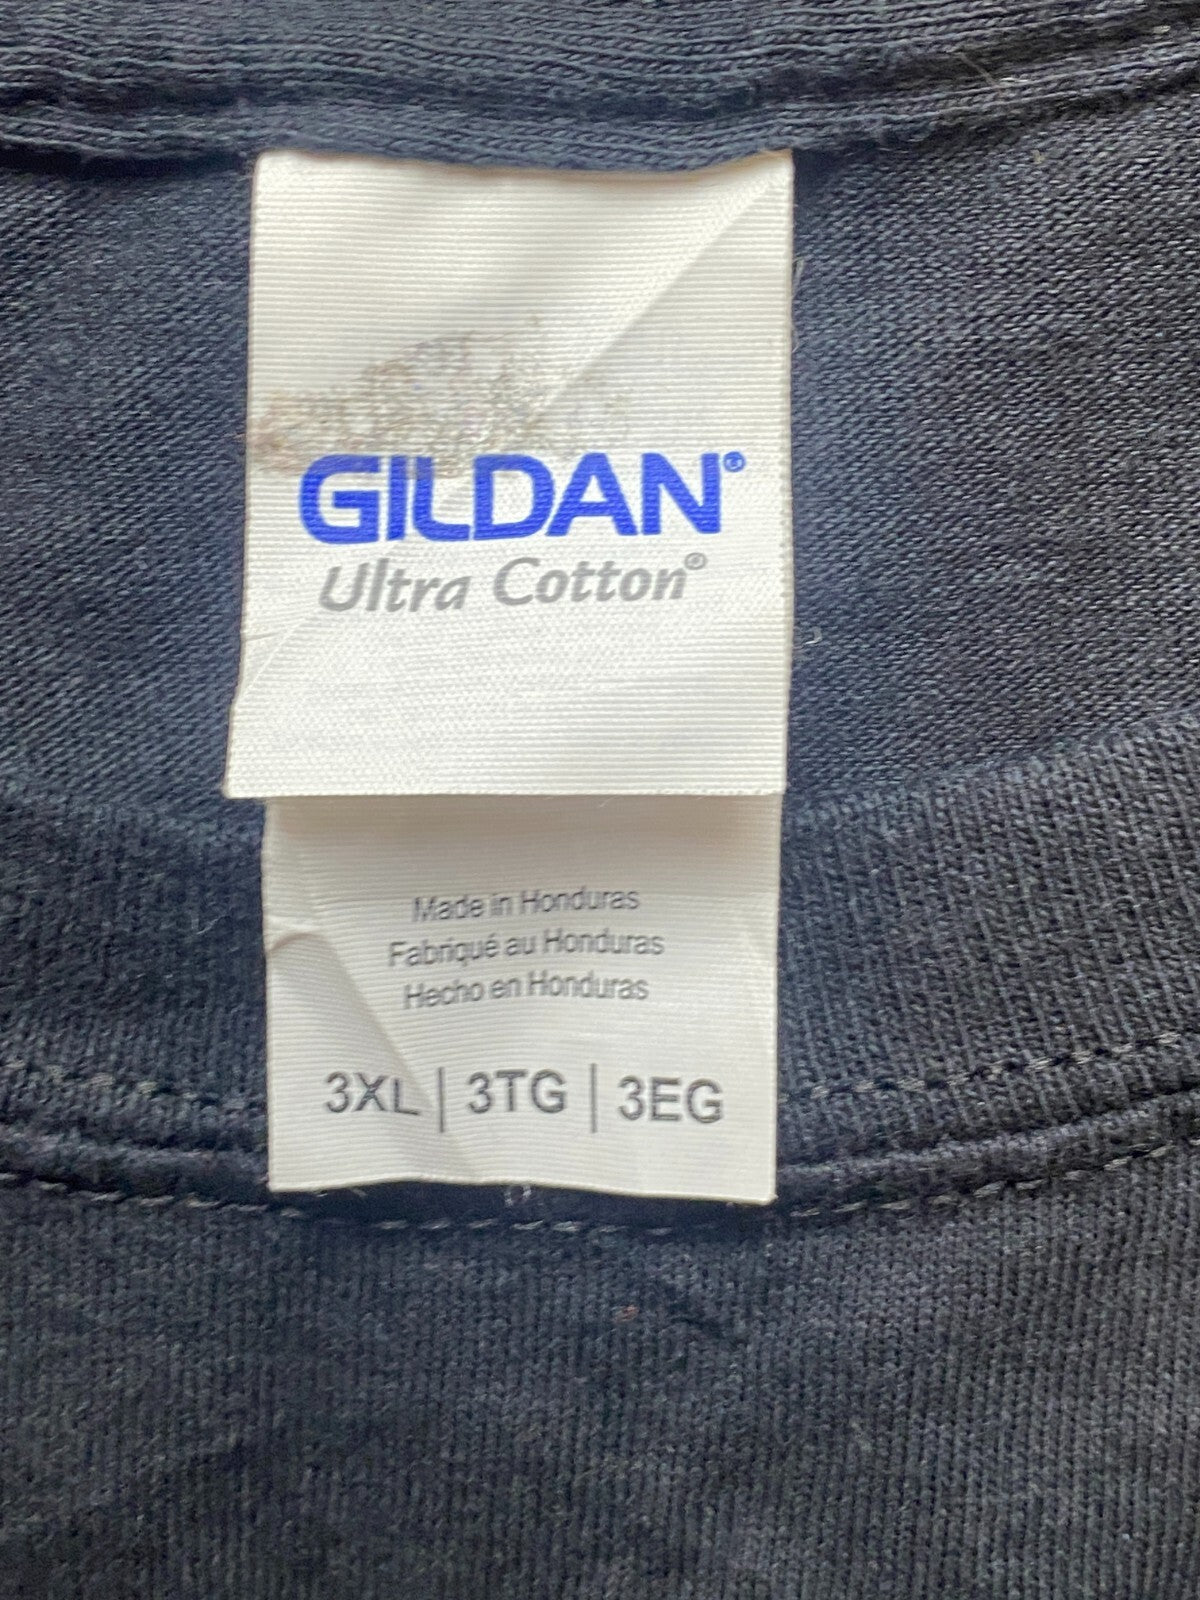 GILDAN®
Ultra Cotton®
Made in Honduras
Fabriqué au Honduras
Hecho en Honduras
3XL | 3TG | 3EG